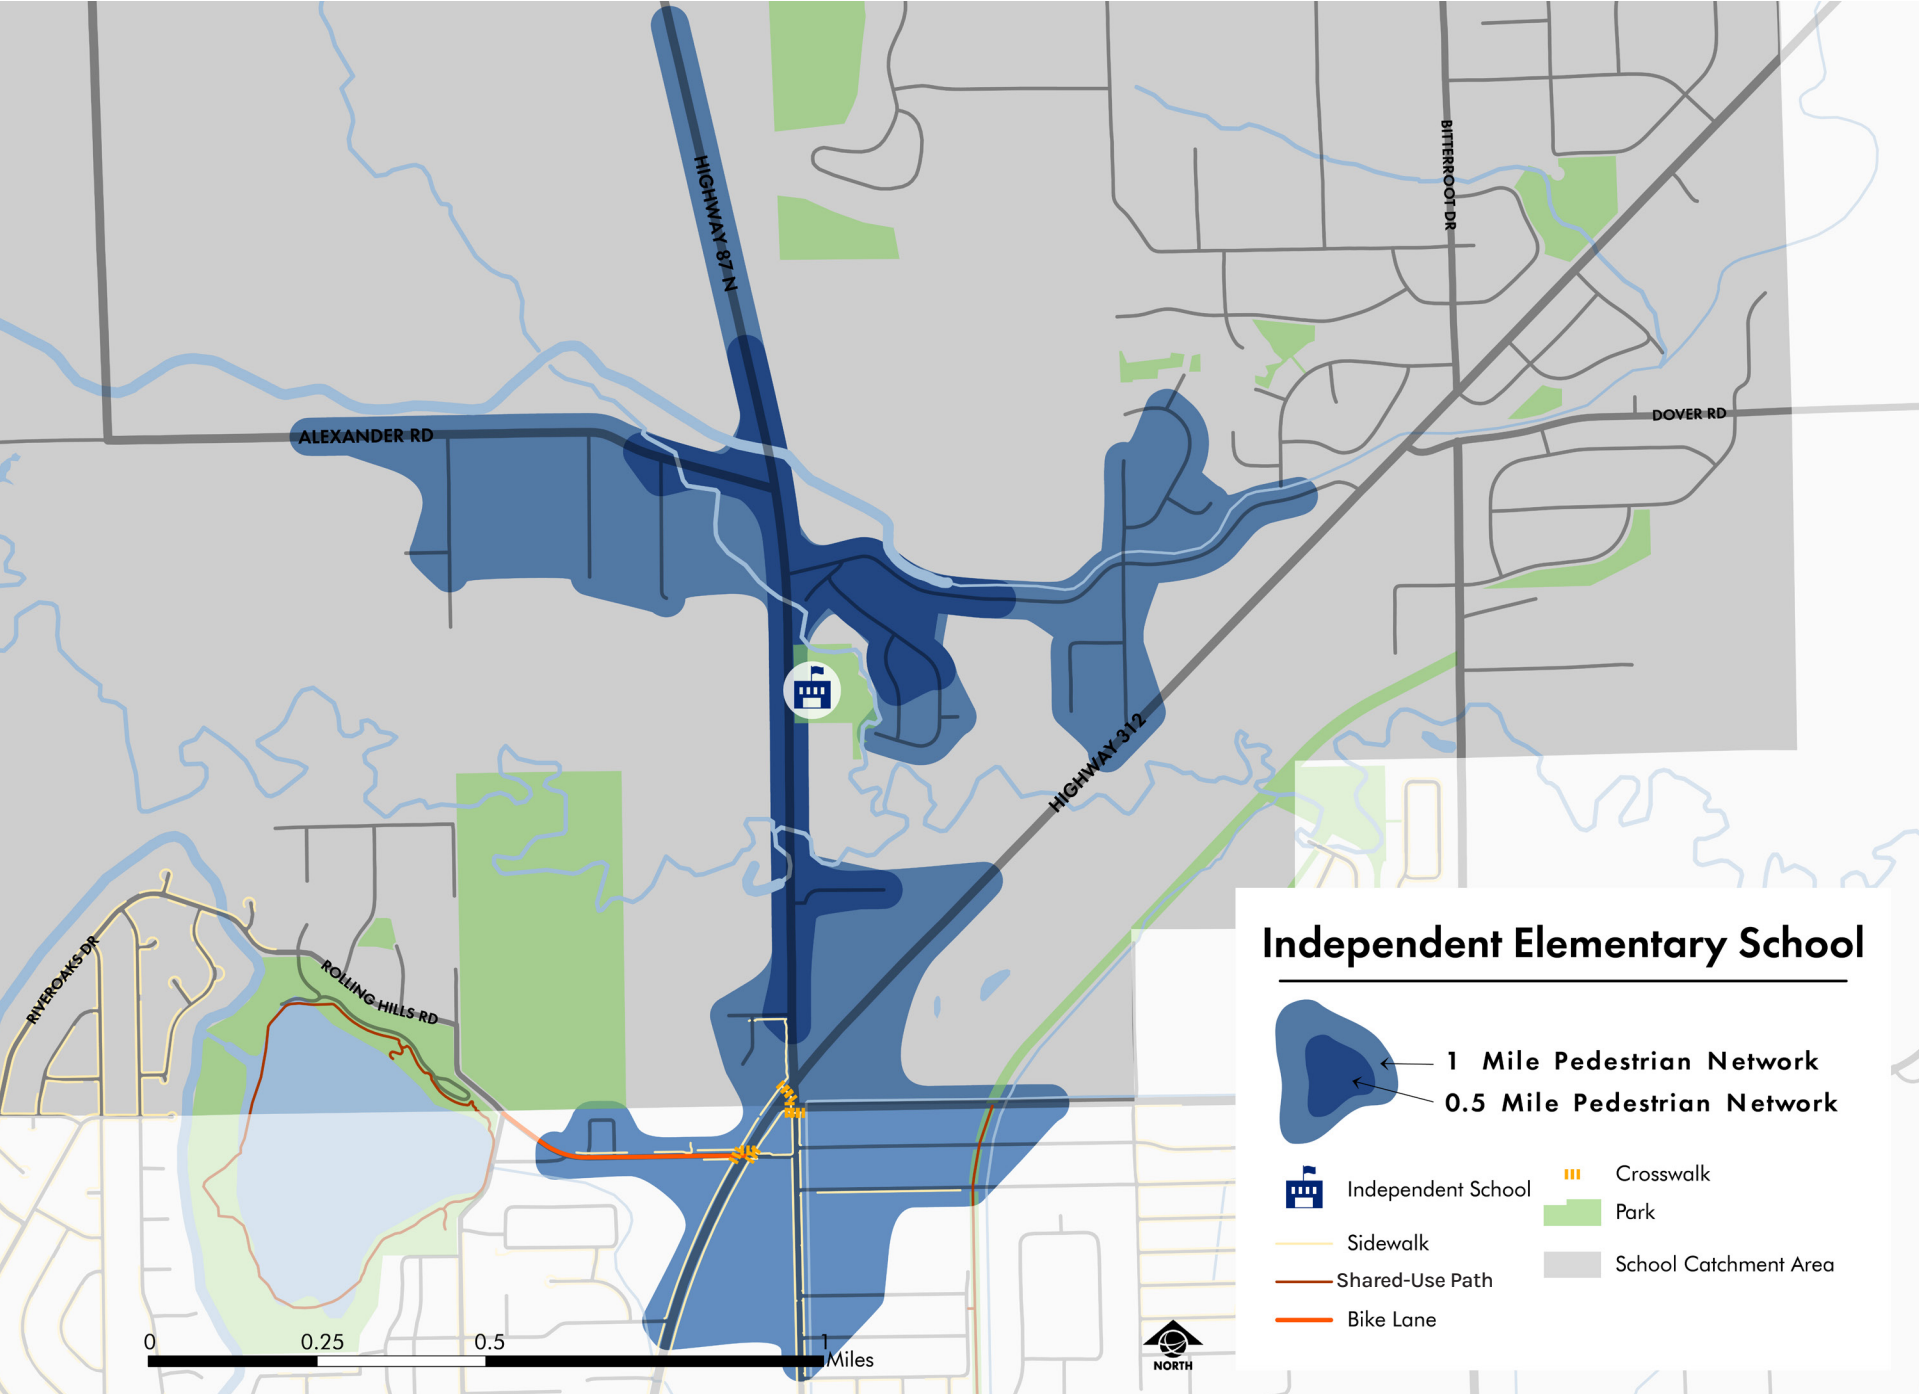 HIGHWAY 87 N
BITTERROOT DR
ALEXANDER RD
DOVER RD
HIGHWAY 312
RIVEROAKS DR
ROLLING HILLS RD
Independent Elementary School
1 Mile Pedestrian Network
0.5 Mile Pedestrian Network
Independent School
Crosswalk
Park
Sidewalk
School Catchment Area
Shared-Use Path
Bike Lane
0 0.25 0.5 1
Miles
NORTH